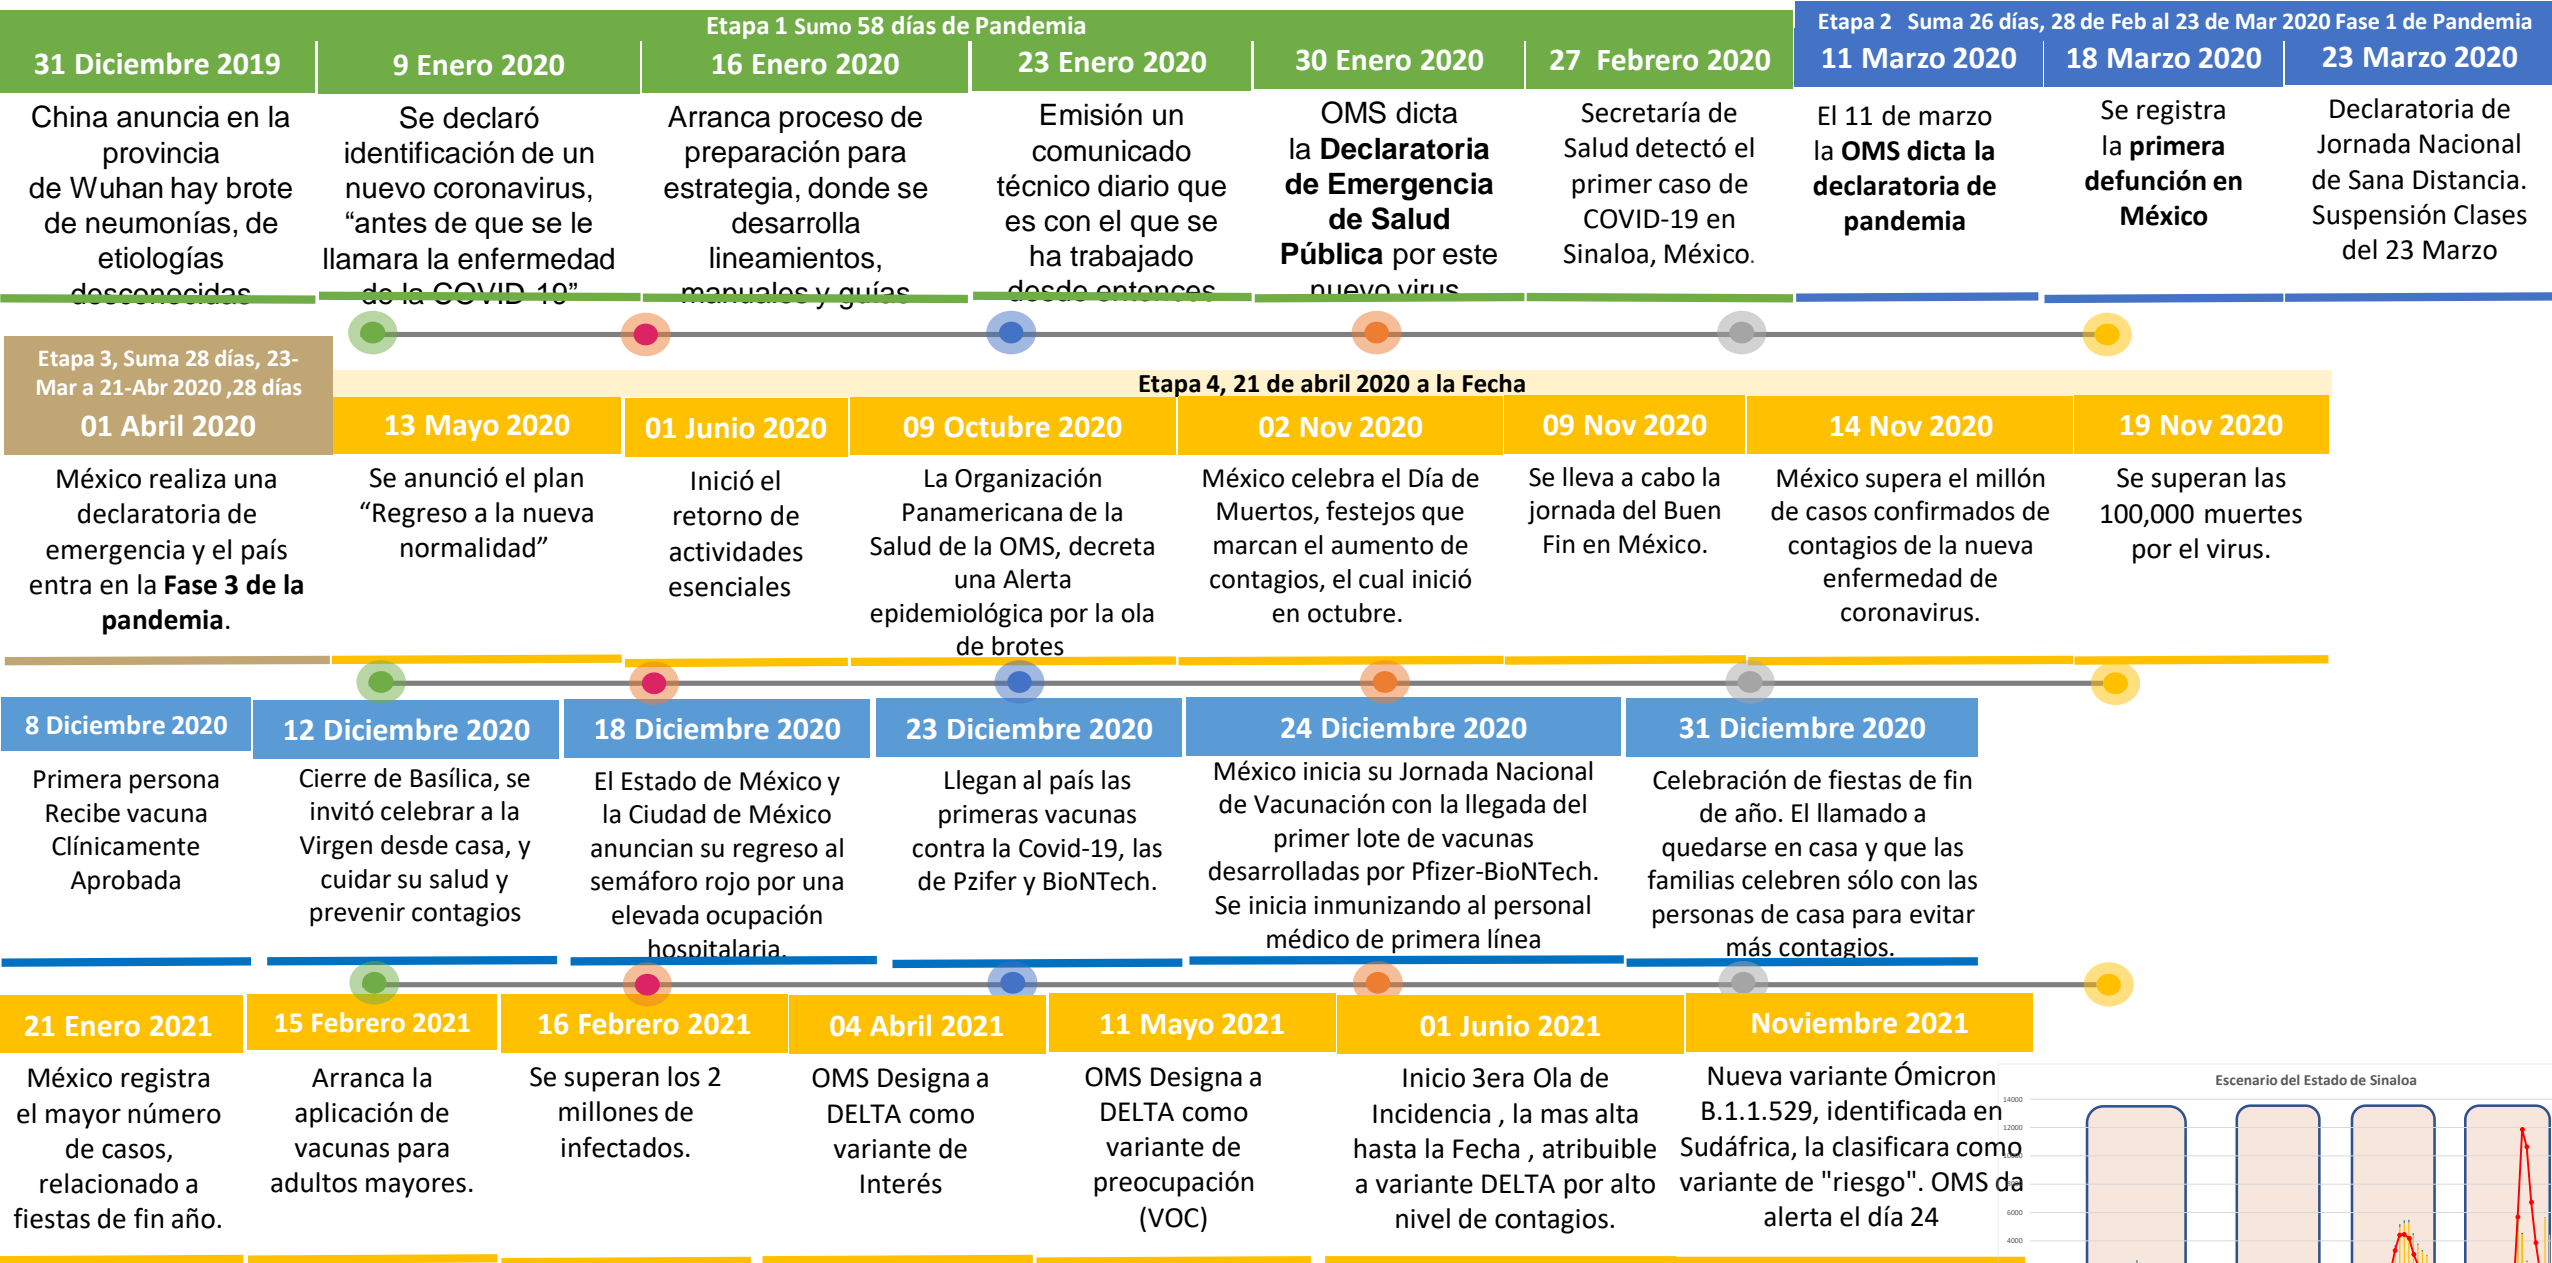 Etapa 1 Sumo 58 días de Pandemia
Etapa 2 Suma 26 días, 28 de Feb al 23 de Mar 2020 Fase 1 de Pandemia
31 Diciembre 2019
China anuncia en la
provincia
de Wuhan hay brote
de neumonías, de
etiologías
desconocidas
9 Enero 2020
Se declaró
identificación de un
nuevo coronavirus,
“antes de que se le
llamara la enfermedad
de la COVID-19”
16 Enero 2020
Arranca proceso de
preparación para
estrategia, donde se
desarrolla
lineamientos,
manuales y guías
23 Enero 2020
Emisión un
comunicado
técnico diario que
es con el que se
ha trabajado
desde entonces
30 Enero 2020
OMS dicta
la Declaratoria
de Emergencia
de Salud
Pública por este
nuevo virus
27 Febrero 2020
Secretaría de
Salud detectó el
primer caso de
COVID-19 en
Sinaloa, México.
11 Marzo 2020
El 11 de marzo
la OMS dicta la
declaratoria de
pandemia
18 Marzo 2020
Se registra
la primera
defunción en
México
23 Marzo 2020
Declaratoria de
Jornada Nacional
de Sana Distancia.
Suspensión Clases
del 23 Marzo
Etapa 3, Suma 28 días, 23-
Mar a 21-Abr 2020 ,28 días
01 Abril 2020
México realiza una
declaratoria de
emergencia y el país
entra en la Fase 3 de la
pandemia.
Etapa 4, 21 de abril 2020 a la Fecha
13 Mayo 2020
Se anunció el plan
“Regreso a la nueva
normalidad”
01 Junio 2020
Inició el
retorno de
actividades
esenciales
09 Octubre 2020
La Organización
Panamericana de la
Salud de la OMS, decreta
una Alerta
epidemiológica por la ola
de brotes
02 Nov 2020
México celebra el Día de
Muertos, festejos que
marcan el aumento de
contagios, el cual inició
en octubre.
09 Nov 2020
Se lleva a cabo la
jornada del Buen
Fin en México.
14 Nov 2020
México supera el millón
de casos confirmados de
contagios de la nueva
enfermedad de
coronavirus.
19 Nov 2020
Se superan las
100,000 muertes
por el virus.
8 Diciembre 2020
Primera persona
Recibe vacuna
Clínicamente
Aprobada
12 Diciembre 2020
Cierre de Basílica, se
invitó celebrar a la
Virgen desde casa, y
cuidar su salud y
prevenir contagios
18 Diciembre 2020
El Estado de México y
la Ciudad de México
anuncian su regreso al
semáforo rojo por una
elevada ocupación
hospitalaria.
23 Diciembre 2020
Llegan al país las
primeras vacunas
contra la Covid-19, las
de Pzifer y BioNTech.
24 Diciembre 2020
México inicia su Jornada Nacional
de Vacunación con la llegada del
primer lote de vacunas
desarrolladas por Pfizer-BioNTech.
Se inicia inmunizando al personal
médico de primera línea
31 Diciembre 2020
Celebración de fiestas de fin
de año. El llamado a
quedarse en casa y que las
familias celebren sólo con las
personas de casa para evitar
más contagios.
21 Enero 2021
México registra
el mayor número
de casos,
relacionado a
fiestas de fin año.
15 Febrero 2021
Arranca la
aplicación de
vacunas para
adultos mayores.
16 Febrero 2021
Se superan los 2
millones de
infectados.
04 Abril 2021
OMS Designa a
DELTA como
variante de
Interés
11 Mayo 2021
OMS Designa a
DELTA como
variante de
preocupación
(VOC)
01 Junio 2021
Inicio 3era Ola de
Incidencia , la mas alta
hasta la Fecha , atribuible
a variante DELTA por alto
nivel de contagios.
Noviembre 2021
Nueva variante Ómicron
B.1.1.529, identificada en
Sudáfrica, la clasificara como
variante de "riesgo". OMS da
alerta el día 24
Escenario del Estado de Sinaloa
14000
12000
10000
6000
4000